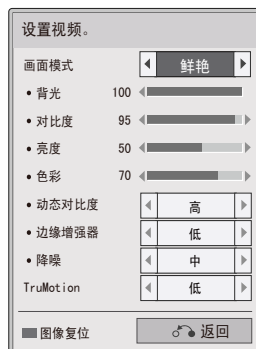 设置视频。
画面模式 鲜艳
• 背光 100
• 对比度 95
• 亮度 50
• 色彩 70
• 动态对比度 高
• 边缘增强器 低
• 降噪 中
TruMotion 低
图像复位 返回